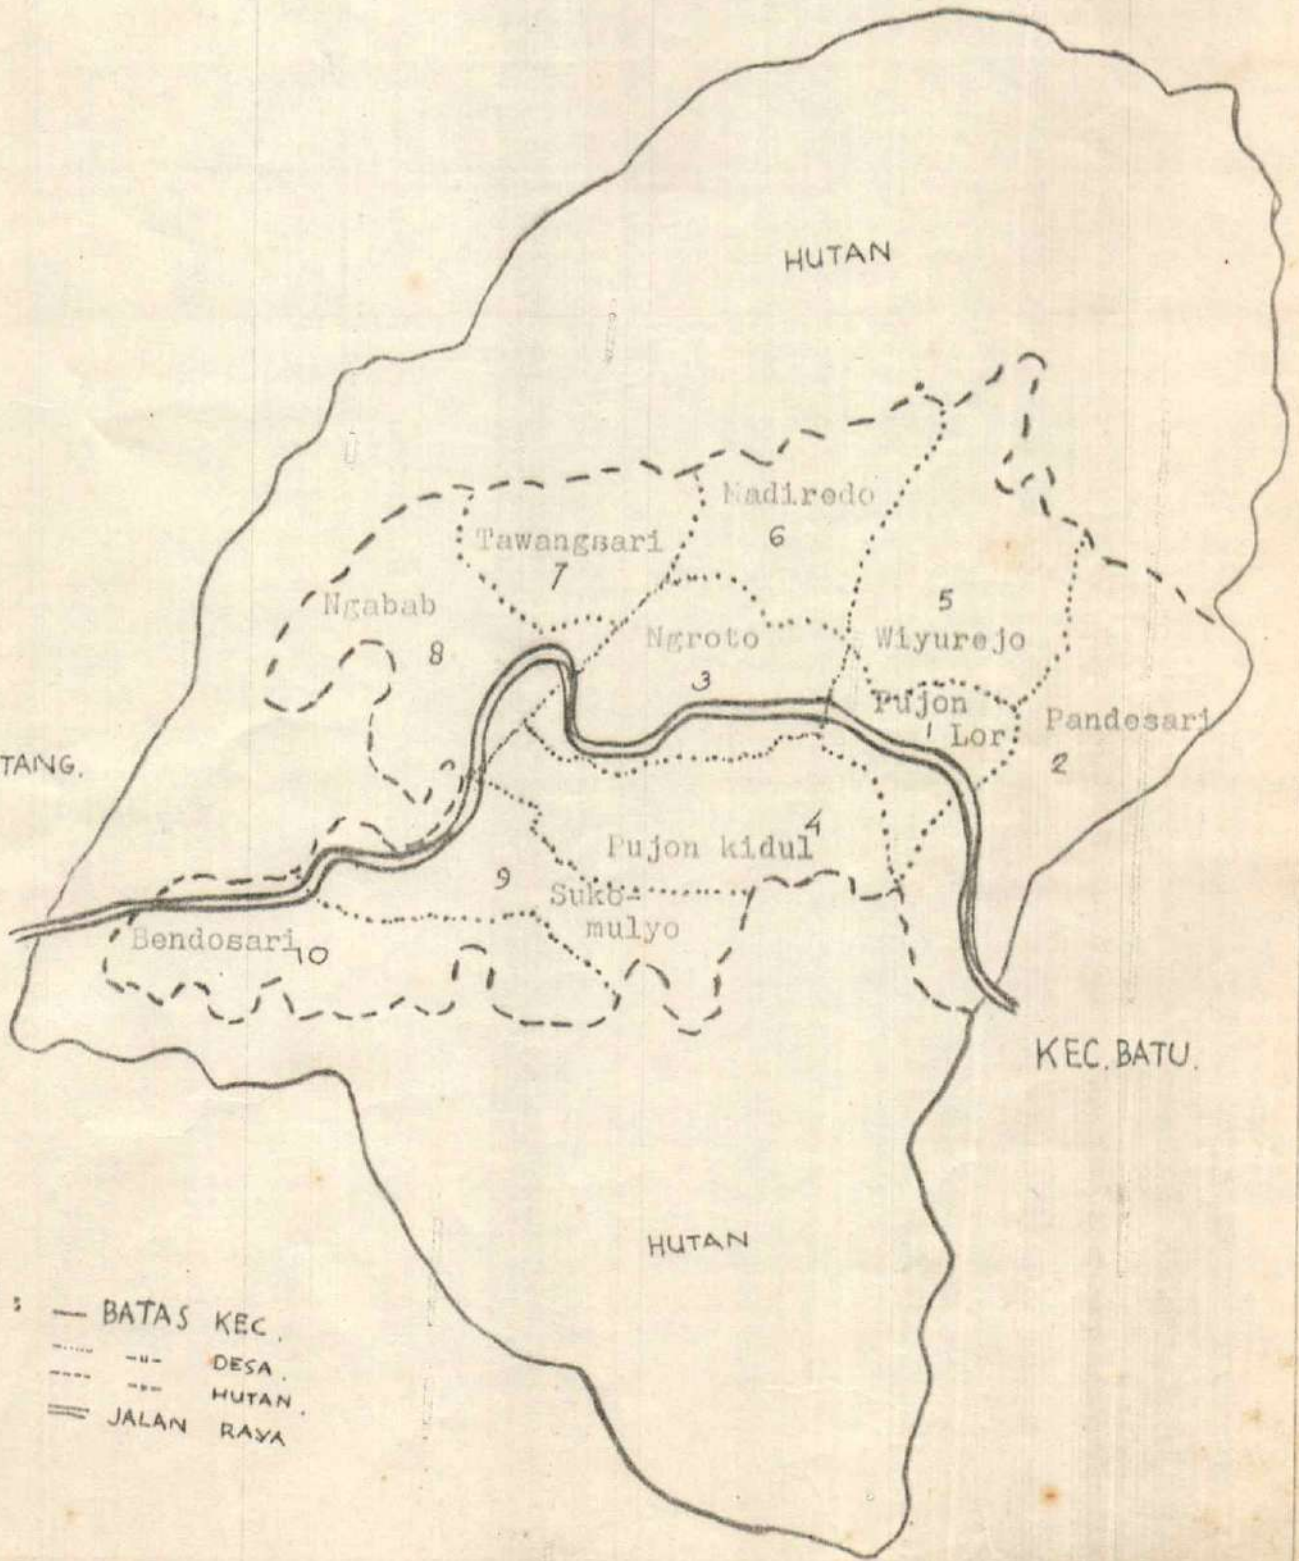 HUTAN
Madiredo
6
Tawangsari
7
Ngabab
8
5
Wiyurejo
Ngroto
3
Pujon
1
Lor
Pandesari
2
TANG.
4
Pujon kidul
9
Suko=
mulyo
Bendosari
10
KEC. BATU.
HUTAN
: — BATAS KEC.
...... -"- DESA.
---- -"- HUTAN.
= JALAN RAYA